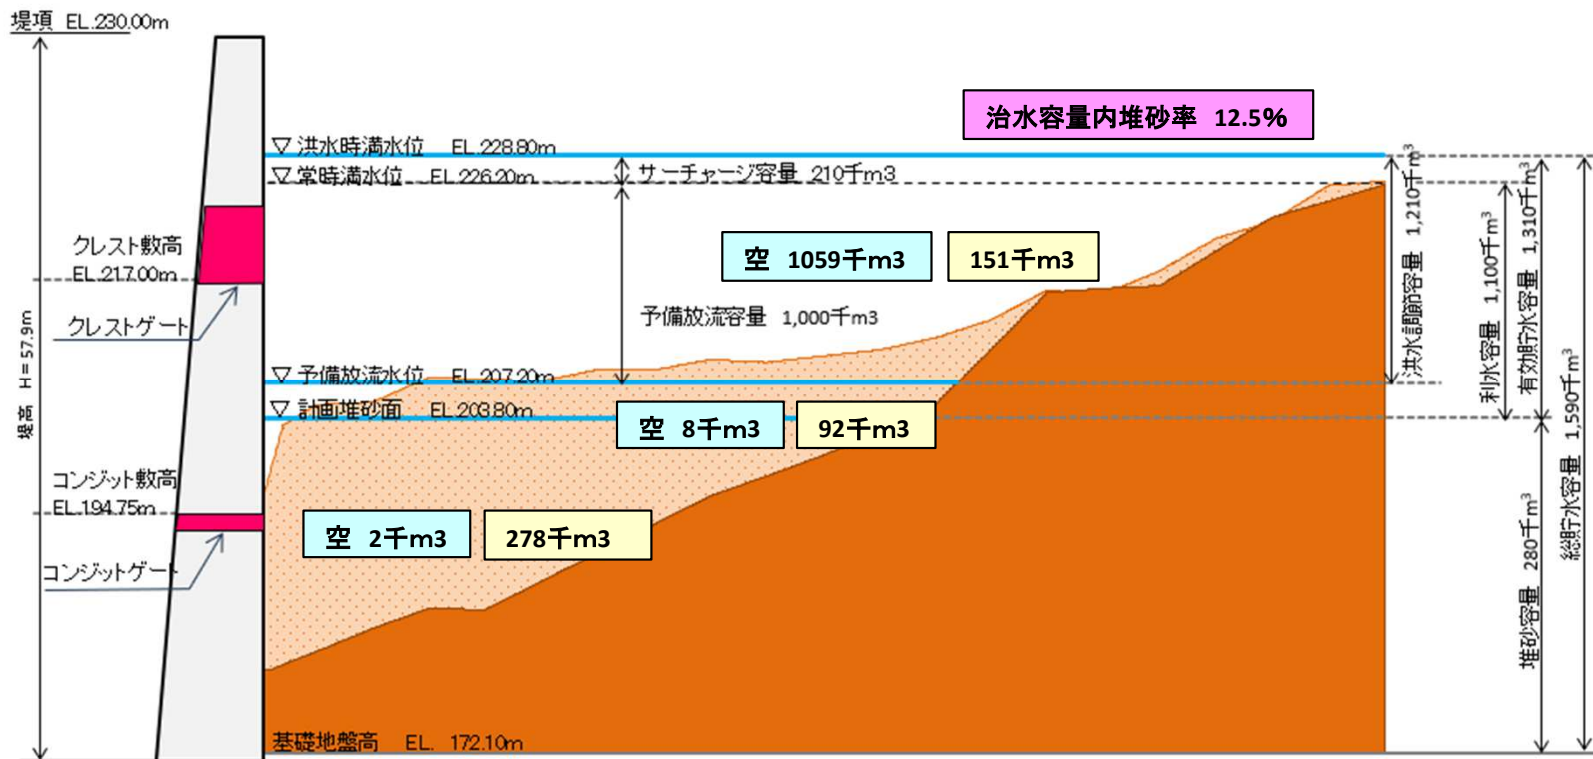 堤頂 EL.230.00m
治水容量内堆砂率 12.5%
▽ 洪水時満水位 EL.228.80m
▽ 常時満水位 EL.226.20m
サーチャージ容量 210千m3
クレスト敷高
EL.217.00m
空 1059千m3
151千m3
クレストゲート
予備放流容量 1,000千m3
▽ 予備放流水位 EL.207.20m
▽ 計画堆砂面 EL.203.80m
空 8千m3
92千m3
堤高 H=57.9m
コンジット敷高
EL.194.75m
空 2千m3
278千m3
コンジットゲート
基礎地盤高 EL. 172.10m
洪水調節容量 1,210千m³
利水容量 1,100千m³
有効貯水容量 1,310千m³
堆砂容量 280千m³
総貯水容量 1,590千m³